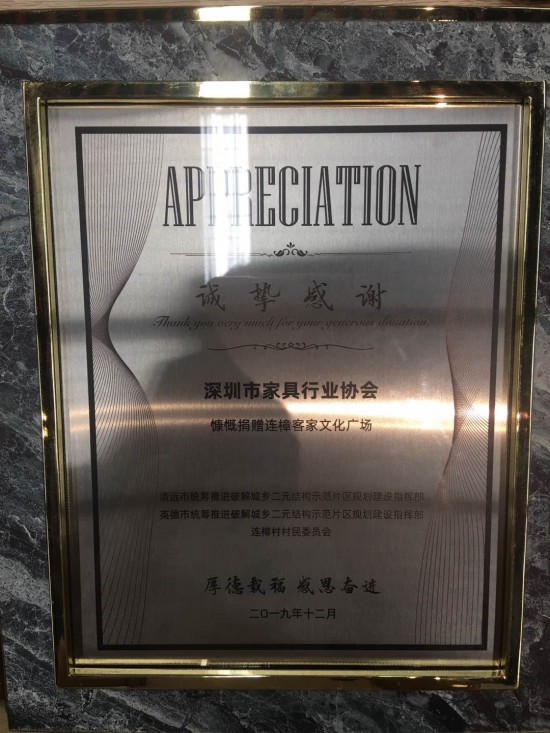 APPRECIATION
诚挚感谢
Thank you very much for your generous donation.
深圳市家具行业协会
慷慨捐赠连樟客家文化广场
清远市统筹推进破解城乡二元结构示范片区规划建设指挥部
英德市统筹推进破解城乡二元结构示范片区规划建设指挥部
连樟村村民委员会
厚德载福 感恩奋进
二〇一九年十二月